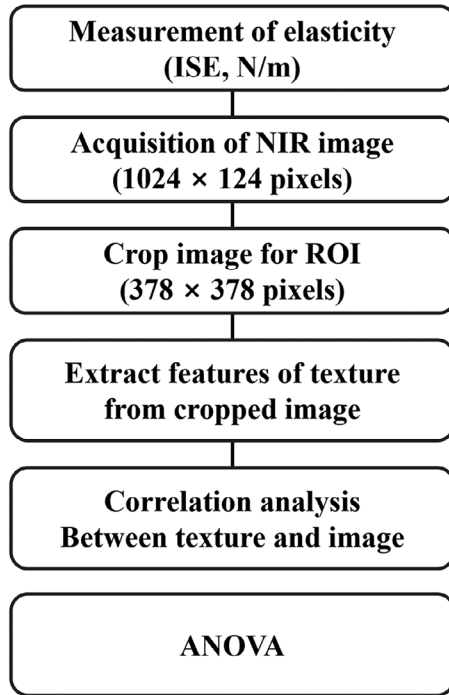 Measurement of elasticity
(ISE, N/m)
Acquisition of NIR image
(1024 × 124 pixels)
Crop image for ROI
(378 × 378 pixels)
Extract features of texture
from cropped image
Correlation analysis
Between texture and image
ANOVA